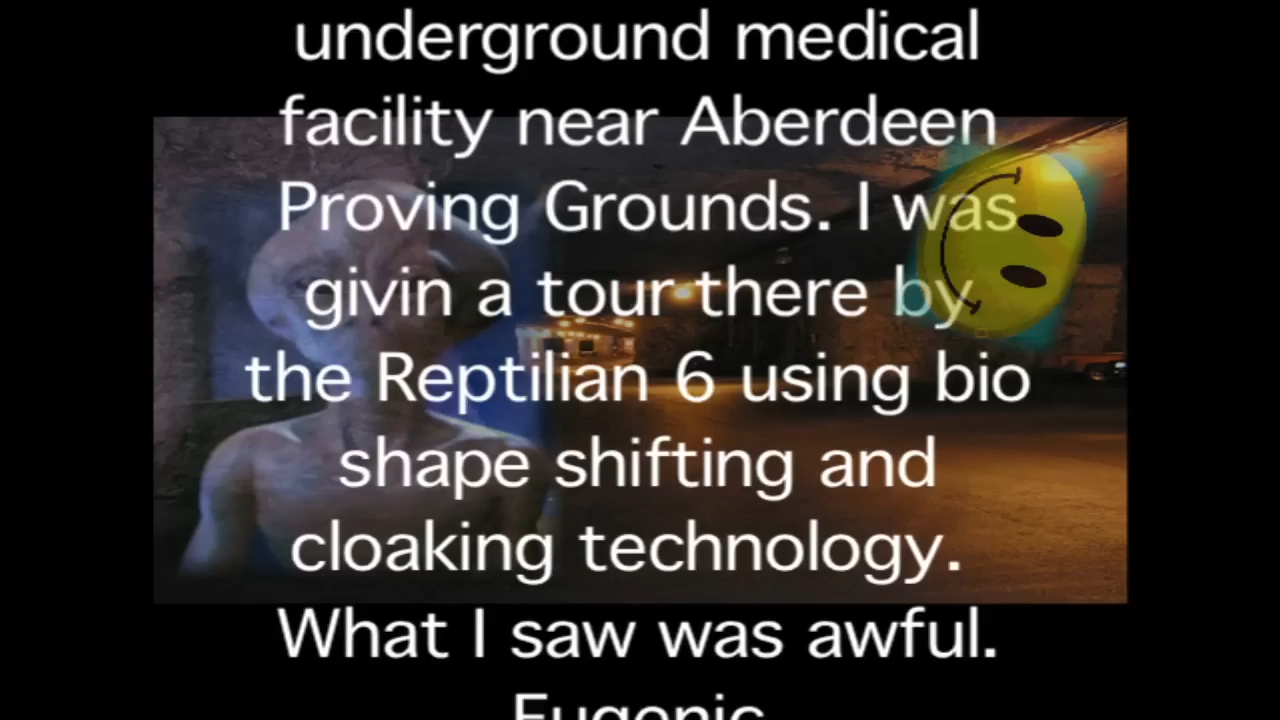 underground medical
facility near Aberdeen
Proving Grounds. I was
givin a tour there by
the Reptilian 6 using bio
shape shifting and
cloaking technology.
What I saw was awful.
Eugenic